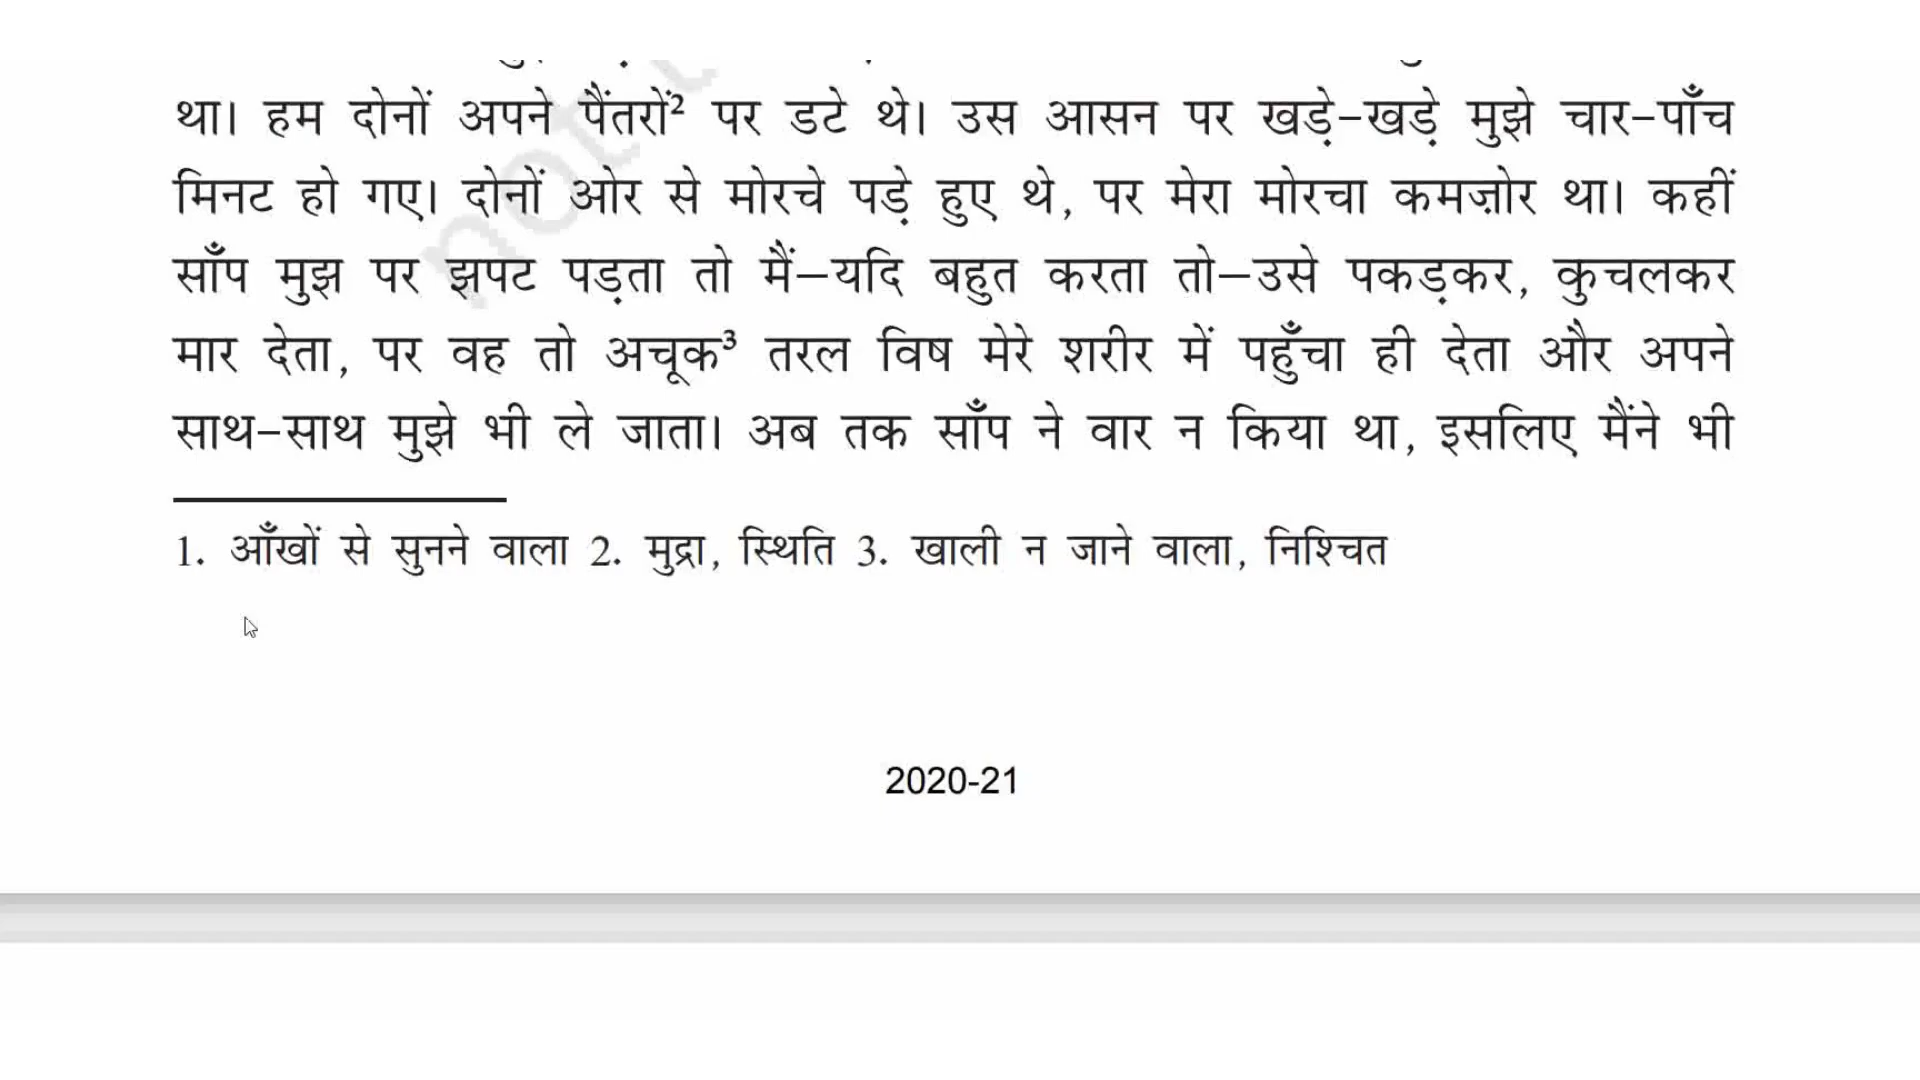 था। हम दोनों अपने पैंतरों² पर डटे थे। उस आसन पर खड़े-खड़े मुझे चार-पाँच
मिनट हो गए। दोनों ओर से मोरचे पड़े हुए थे, पर मेरा मोरचा कमज़ोर था। कहीं
साँप मुझ पर झपट पड़ता तो मैं—यदि बहुत करता तो—उसे पकड़कर, कुचलकर
मार देता, पर वह तो अचूक³ तरल विष मेरे शरीर में पहुँचा ही देता और अपने
साथ-साथ मुझे भी ले जाता। अब तक साँप ने वार न किया था, इसलिए मैंने भी
1. आँखों से सुनने वाला 2. मुद्रा, स्थिति 3. खाली न जाने वाला, निश्चित
2020-21